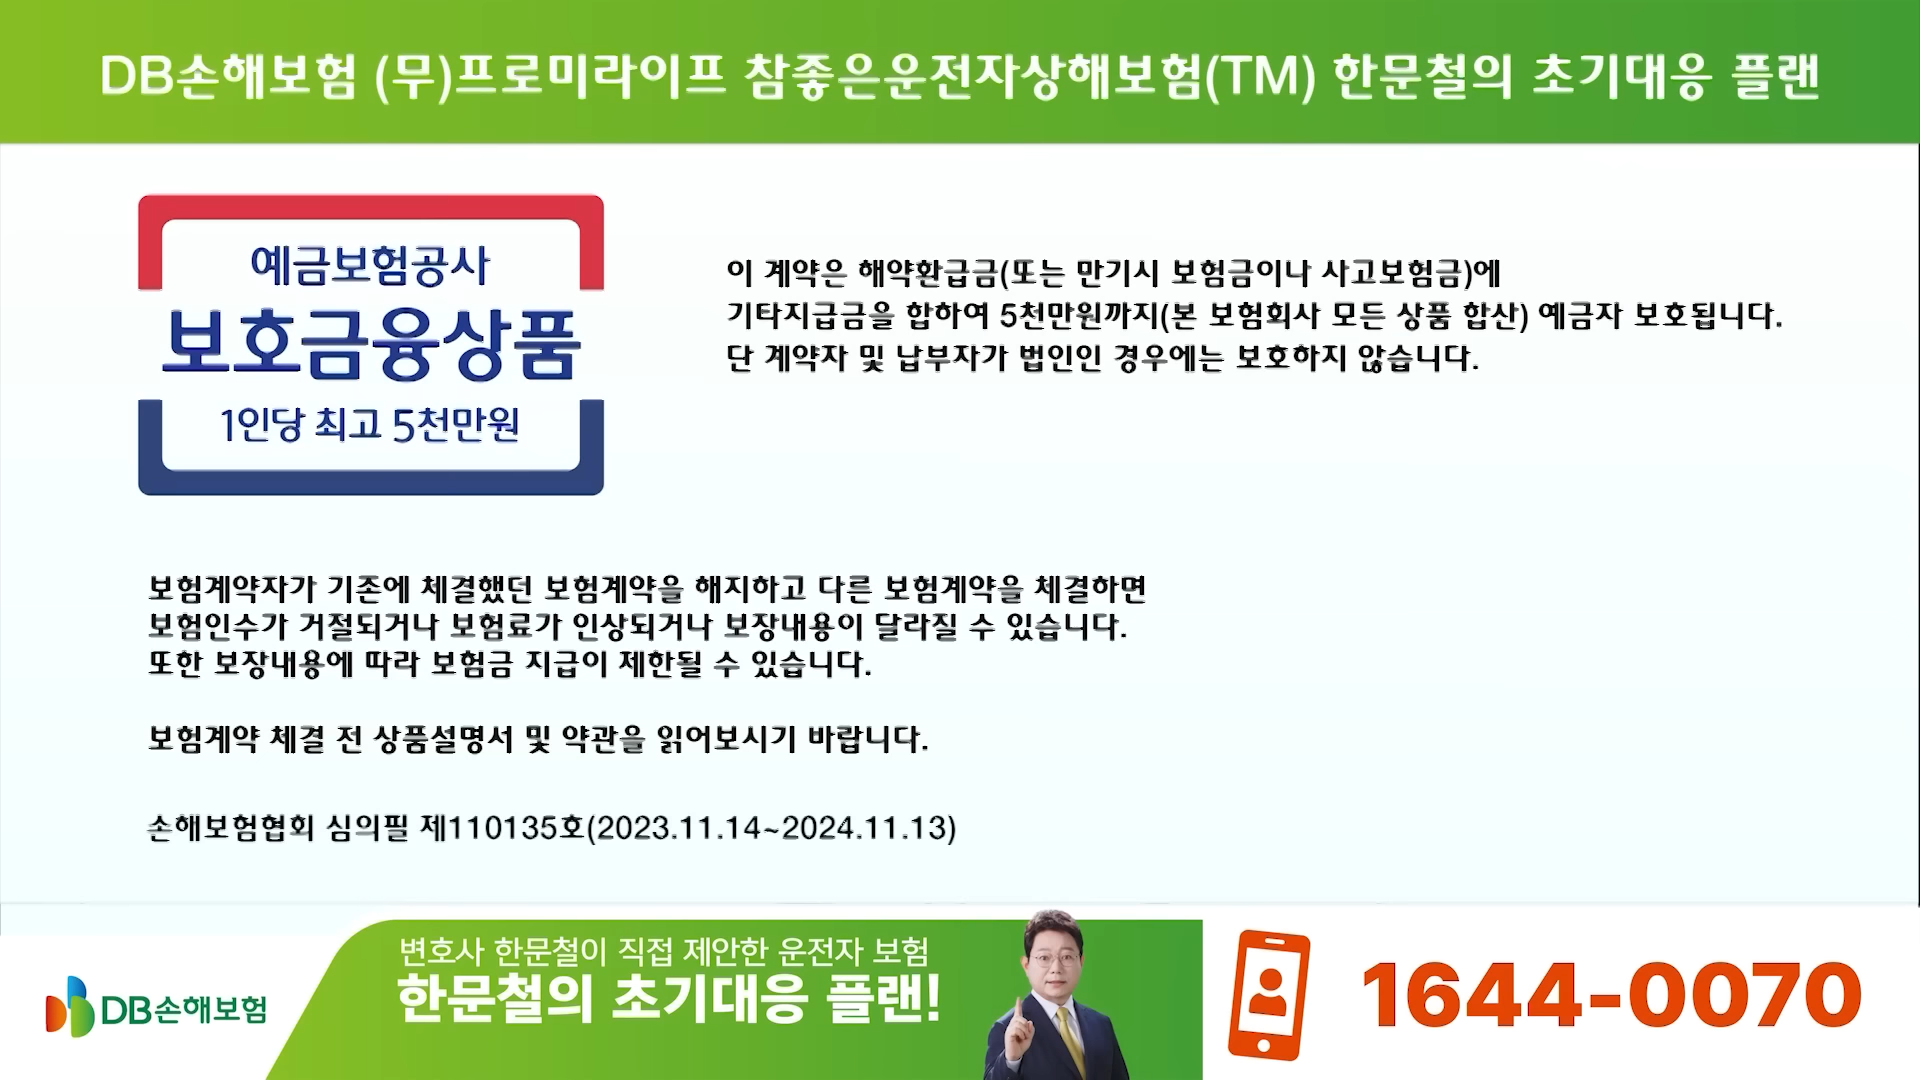 DB손해보험 (무)프로미라이프 참좋은운전자상해보험(TM) 한문철의 초기대응 플랜
예금보험공사
보호금융상품
1인당 최고 5천만원
이 계약은 해약환급금(또는 만기시 보험금이나 사고보험금)에
기타지급금을 합하여 5천만원까지(본 보험회사 모든 상품 합산) 예금자 보호됩니다.
단 계약자 및 납부자가 법인인 경우에는 보호하지 않습니다.
보험계약자가 기존에 체결했던 보험계약을 해지하고 다른 보험계약을 체결하면
보험인수가 거절되거나 보험료가 인상되거나 보장내용이 달라질 수 있습니다.
또한 보장내용에 따라 보험금 지급이 제한될 수 있습니다.
보험계약 체결 전 상품설명서 및 약관을 읽어보시기 바랍니다.
손해보험협회 심의필 제110135호(2023.11.14~2024.11.13)
DB손해보험
변호사 한문철이 직접 제안한 운전자 보험
한문철의 초기대응 플랜!
1644-0070